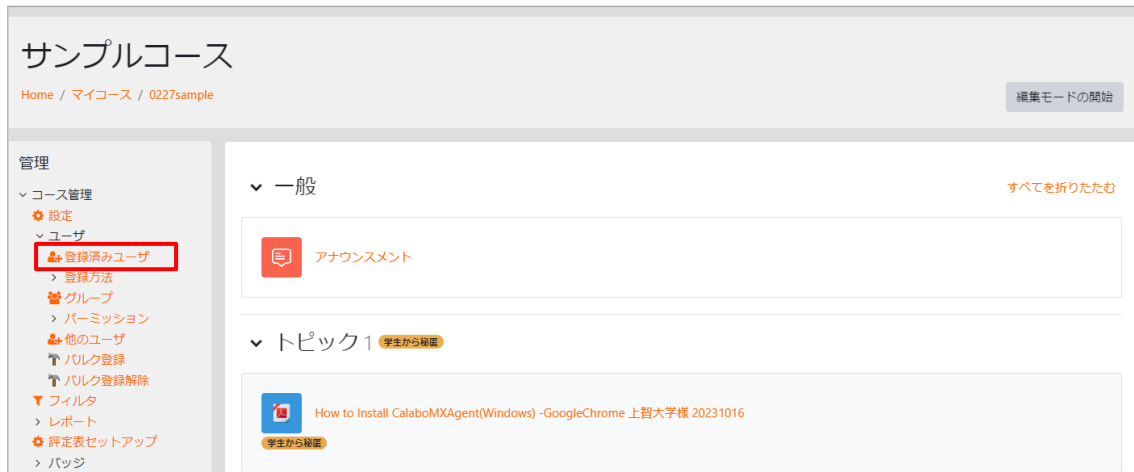 サンプルコース
Home / マイコース / 0227sample
編集モードの開始
管理
コース管理
設定
ユーザ
登録済みユーザ
登録方法
グループ
パーミッション
他のユーザ
バルク登録
バルク登録解除
フィルタ
レポート
評定表セットアップ
バッジ
一般
すべてを折りたたむ
アナウンスメント
トピック 1 学生から秘匿
How to Install CalaboMXAgent(Windows) -GoogleChrome 上智大学様 20231016
学生から秘匿